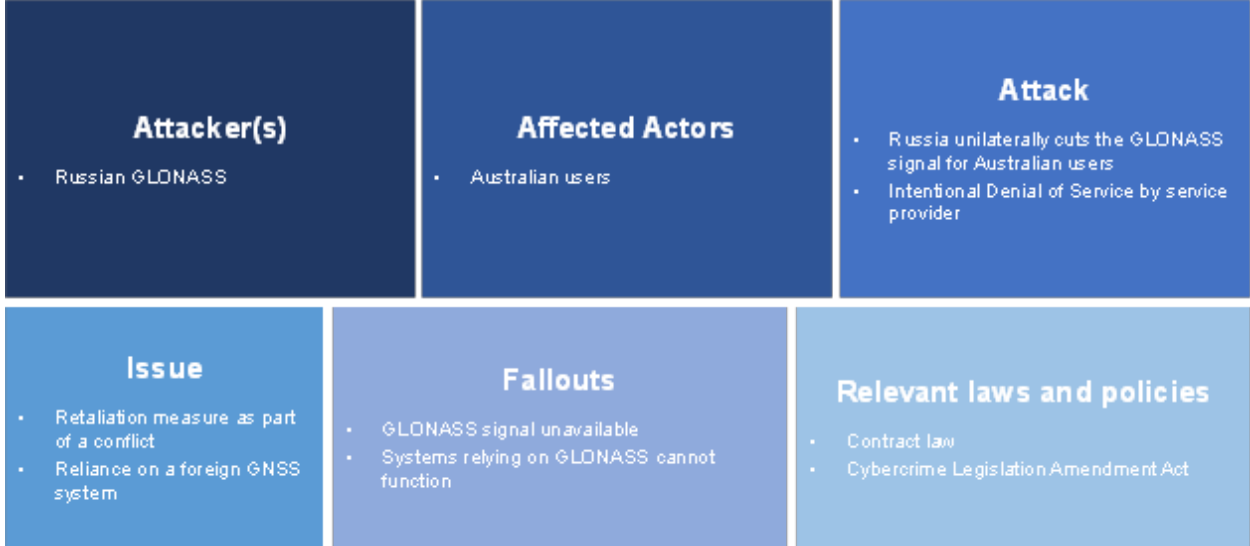 Attacker(s)
• Russian GLONASS
Affected Actors
• Australian users
Attack
• Russia unilaterally cuts the GLONASS
signal for Australian users
• Intentional Denial of Service by service
provider
Issue
• Retaliation measure as part
of a conflict
• Reliance on a foreign GNSS
system
Fallouts
• GLONASS signal unavailable
• Systems relying on GLONASS cannot
function
Relevant laws and policies
• Contract law
• Cybercrime Legislation Amendment Act